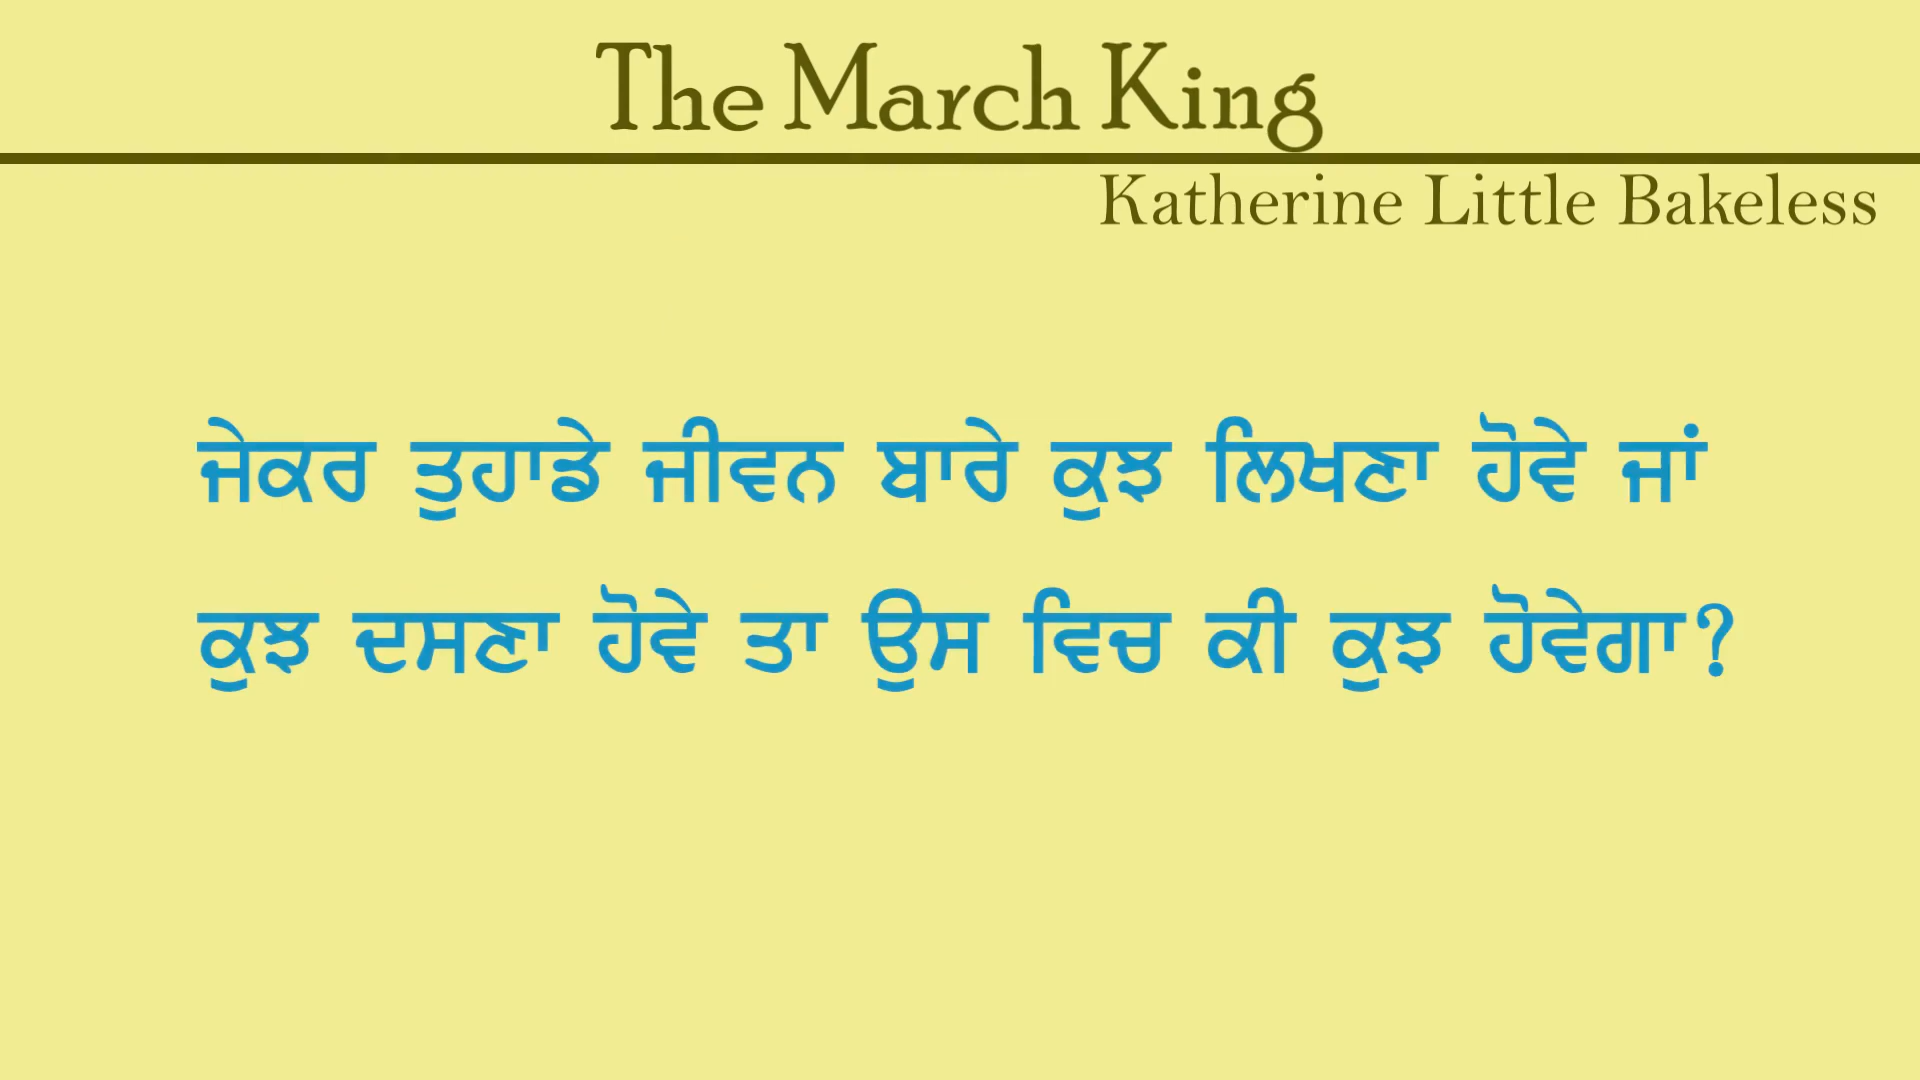 The March King
Katherine Little Bakeless
ਜੇਕਰ ਤੁਹਾਡੇ ਜੀਵਨ ਬਾਰੇ ਕੁਝ ਲਿਖਣਾ ਹੋਵੇ ਜਾਂ
ਕੁਝ ਦਸਣਾ ਹੋਵੇ ਤਾ ਉਸ ਵਿਚ ਕੀ ਕੁਝ ਹੋਵੇਗਾ?